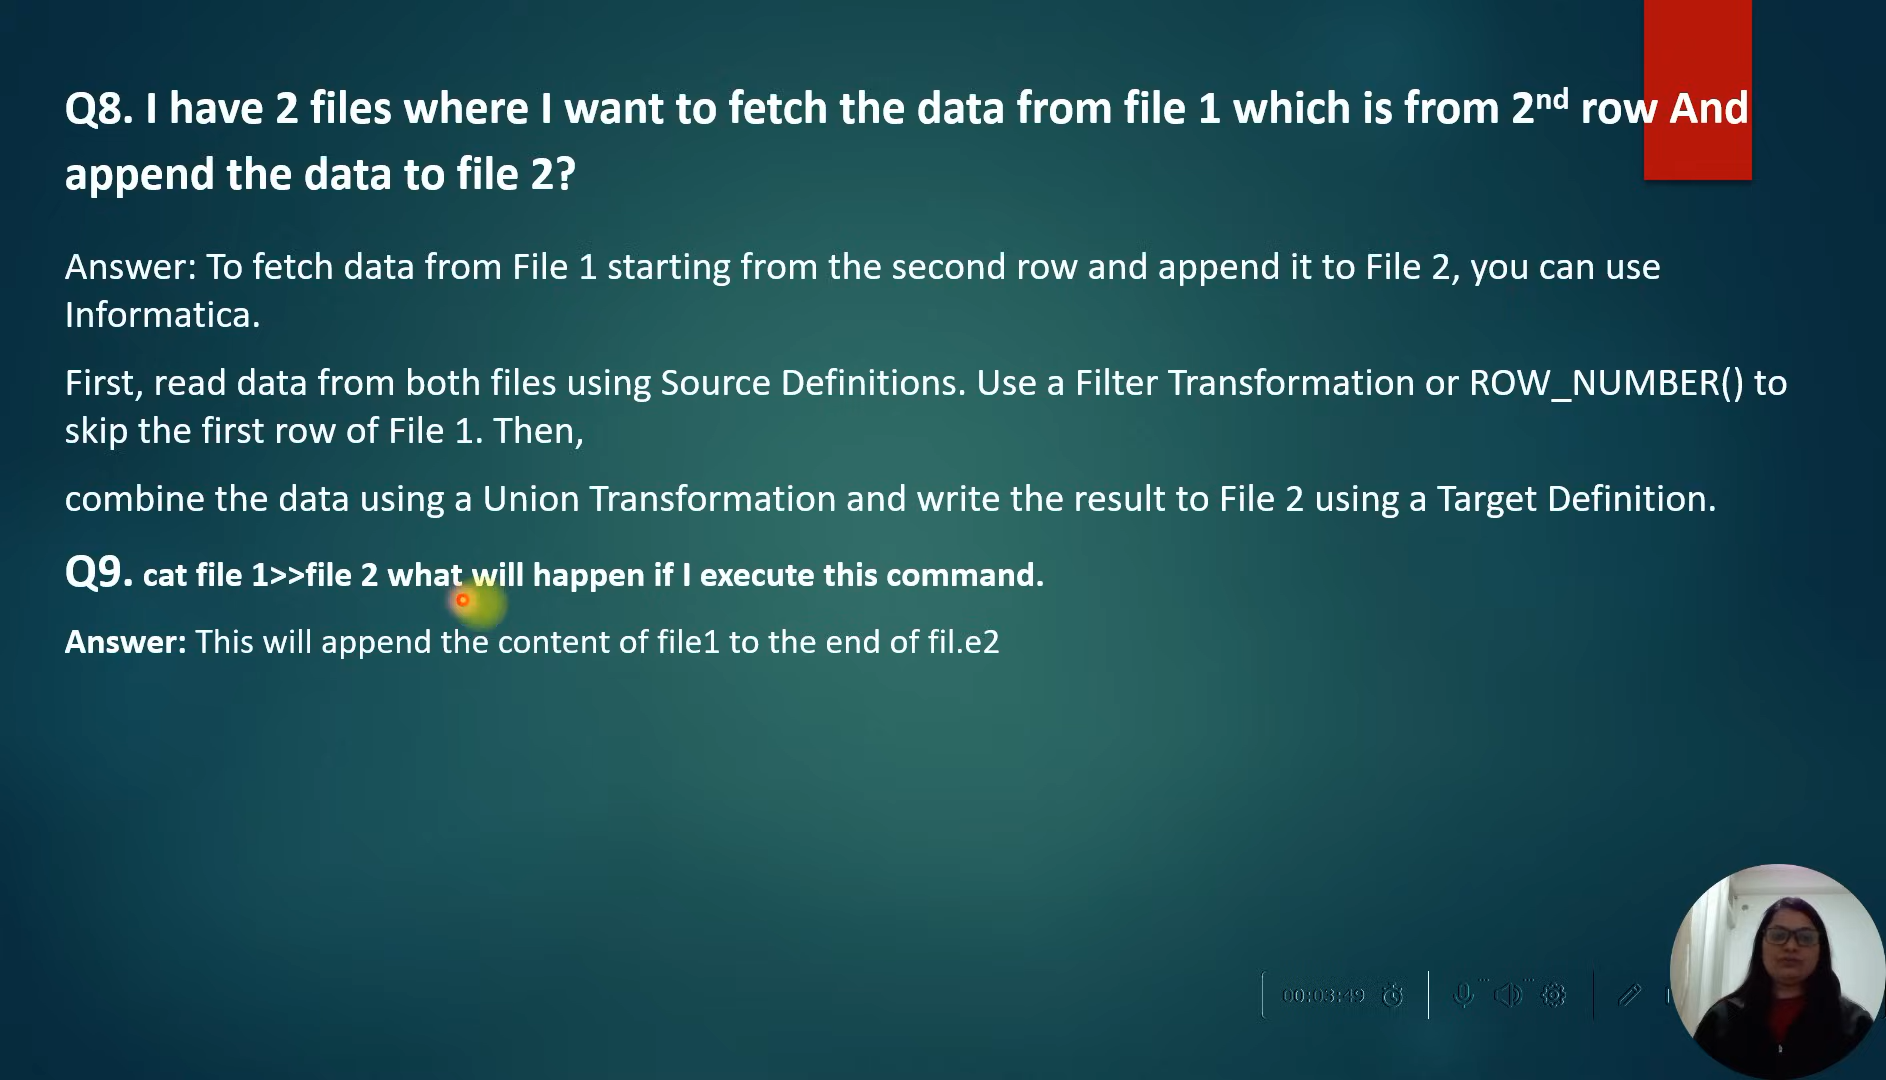 Q8. I have 2 files where I want to fetch the data from file 1 which is from 2nd row And
append the data to file 2?
Answer: To fetch data from File 1 starting from the second row and append it to File 2, you can use
Informatica.
First, read data from both files using Source Definitions. Use a Filter Transformation or ROW_NUMBER() to
skip the first row of File 1. Then,
combine the data using a Union Transformation and write the result to File 2 using a Target Definition.
Q9. cat file 1>>file 2 what will happen if I execute this command.
Answer: This will append the content of file1 to the end of fil.e2
00:03:49